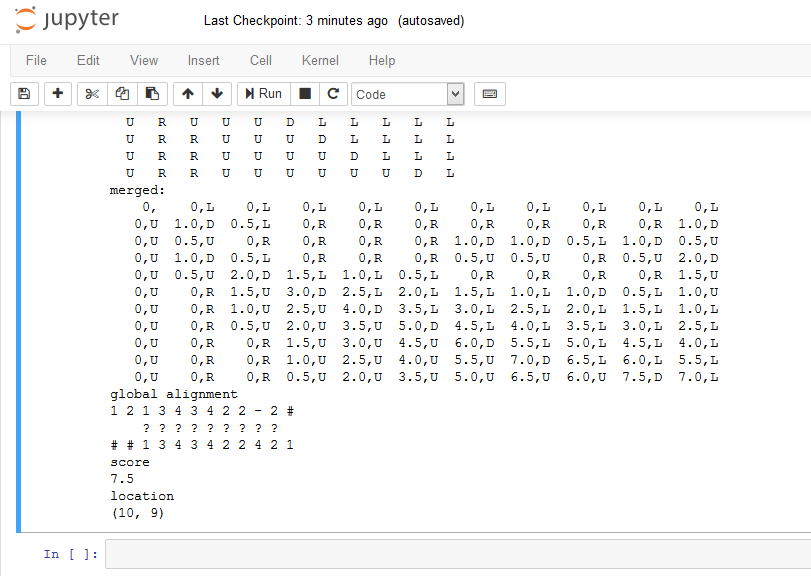 jupyter Last Checkpoint: 3 minutes ago (autosaved)
File Edit View Insert Cell Kernel Help
Run Code
U R U U U D L L L L L
U R R U U U D L L L L
U R R U U U U D L L L
U R R U U U U U U D L
merged:
0, 0,L 0,L 0,L 0,L 0,L 0,L 0,L 0,L 0,L 0,L
0,U 1.0,D 0.5,L 0,R 0,R 0,R 0,R 0,R 0,R 0,R 1.0,D
0,U 0.5,U 0,R 0,R 0,R 0,R 1.0,D 1.0,D 0.5,L 1.0,D 0.5,U
0,U 1.0,D 0.5,L 0,R 0,R 0,R 0.5,U 0.5,U 0,R 0.5,U 2.0,D
0,U 0.5,U 2.0,D 1.5,L 1.0,L 0.5,L 0,R 0,R 0,R 0,R 1.5,U
0,U 0,R 1.5,U 3.0,D 2.5,L 2.0,L 1.5,L 1.0,L 1.0,D 0.5,L 1.0,U
0,U 0,R 1.0,U 2.5,U 4.0,D 3.5,L 3.0,L 2.5,L 2.0,L 1.5,L 1.0,L
0,U 0,R 0.5,U 2.0,U 3.5,U 5.0,D 4.5,L 4.0,L 3.5,L 3.0,L 2.5,L
0,U 0,R 0,R 1.5,U 3.0,U 4.5,U 6.0,D 5.5,L 5.0,L 4.5,L 4.0,L
0,U 0,R 0,R 1.0,U 2.5,U 4.0,U 5.5,U 7.0,D 6.5,L 6.0,L 5.5,L
0,U 0,R 0,R 0.5,U 2.0,U 3.5,U 5.0,U 6.5,U 6.0,U 7.5,D 7.0,L
global alignment
1 2 1 3 4 3 4 2 2 - 2 #
? ? ? ? ? ? ? ? ?
# # 1 3 4 3 4 2 2 4 2 1
score
7.5
location
(10, 9)
In [ ]: